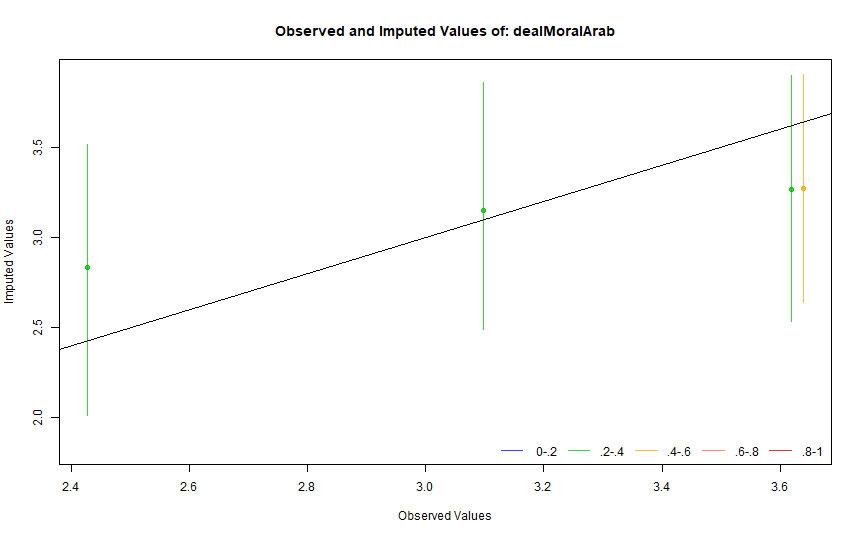 Observed and Imputed Values of: dealMoralArab
Imputed Values
3.5
3.0
2.5
2.0
0-.2 .2-.4 .4-.6 .6-.8 .8-1
2.4 2.6 2.8 3.0 3.2 3.4 3.6
Observed Values